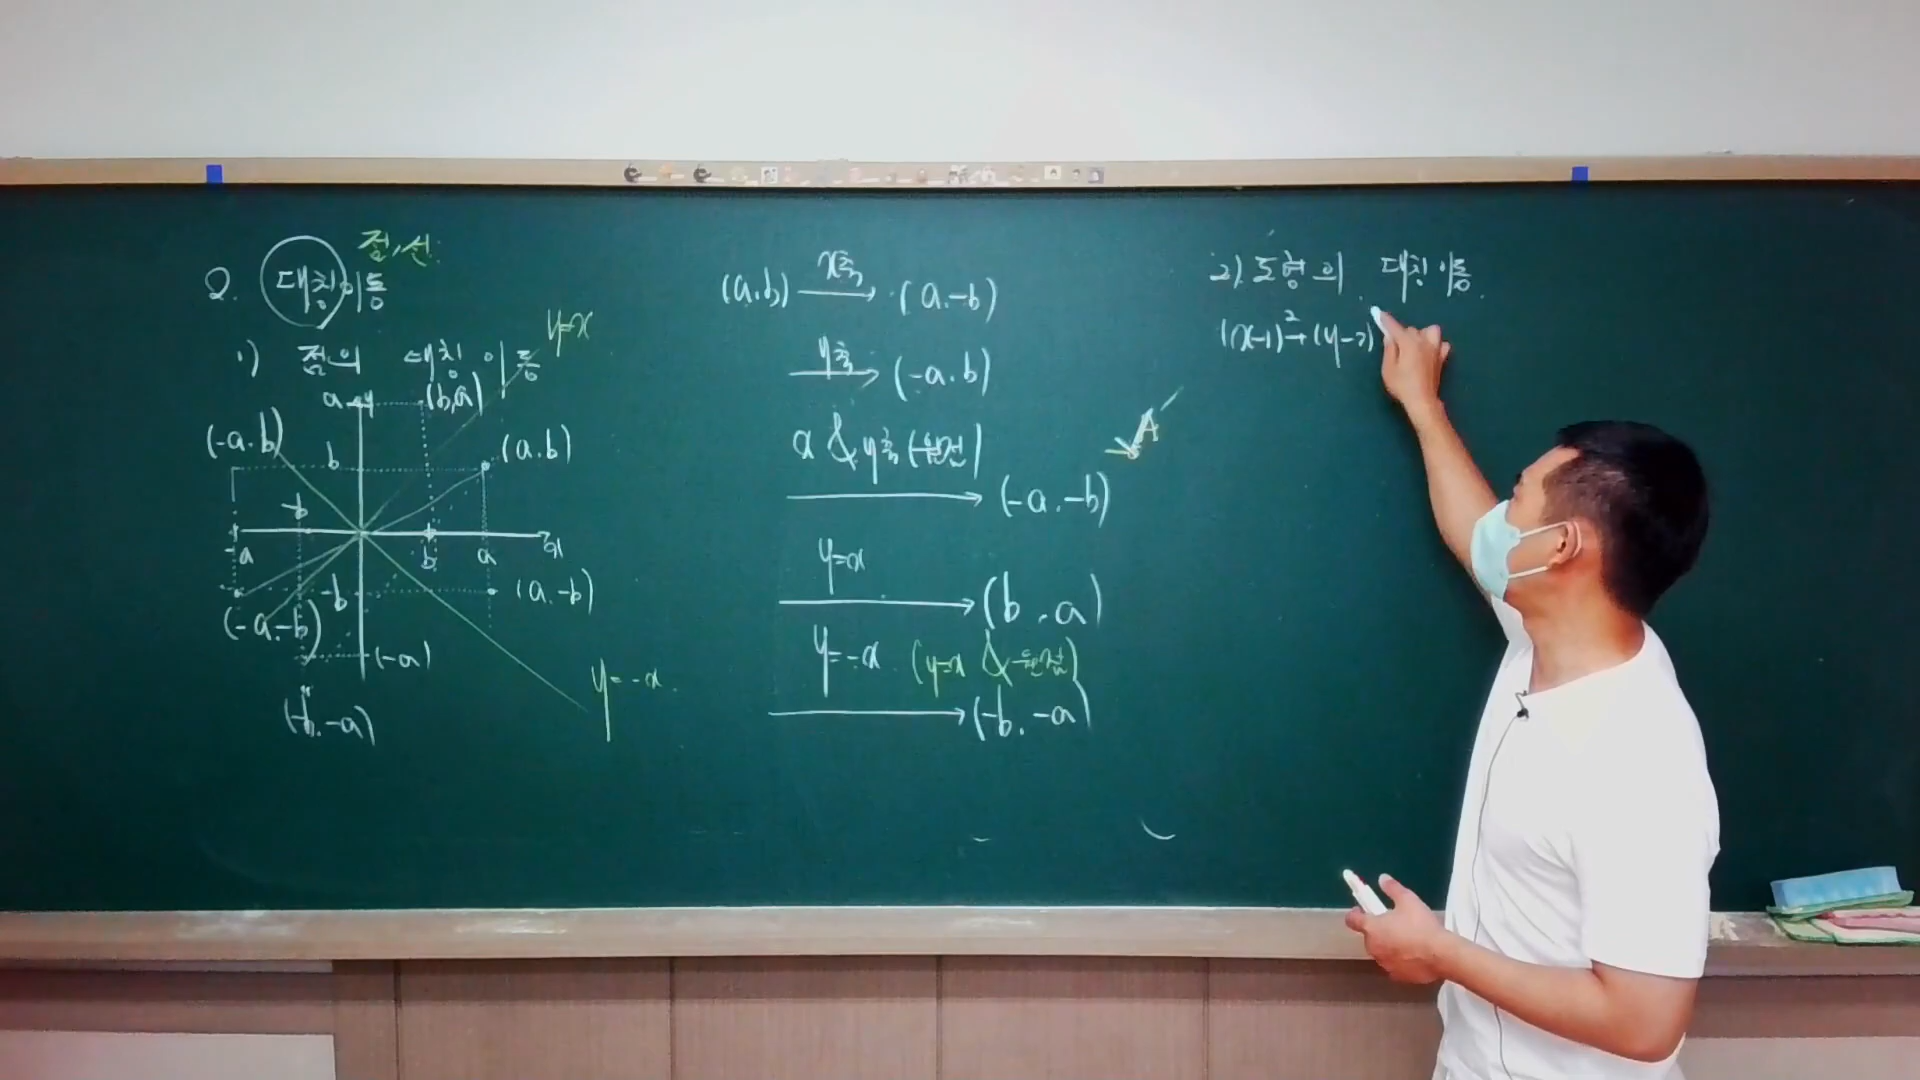 점, 선.
2. 대칭이동
y=x
1) 점의 대칭이동
a y (b,a)
(-a.b) b (a.b)
-b
-a b a x
-b (a.-b)
(-a.-b)
(-a)
y=-x.
(-b.-a)
(a.b) x축 (a.-b)
y축 (-a.b)
x & y축 (원점)
(-a.-b)
A
y=x
(b.a)
y=-x (y=x & 원점)
(-b.-a)
2). 도형의 대칭이동.
(x-1)²+(y-2)